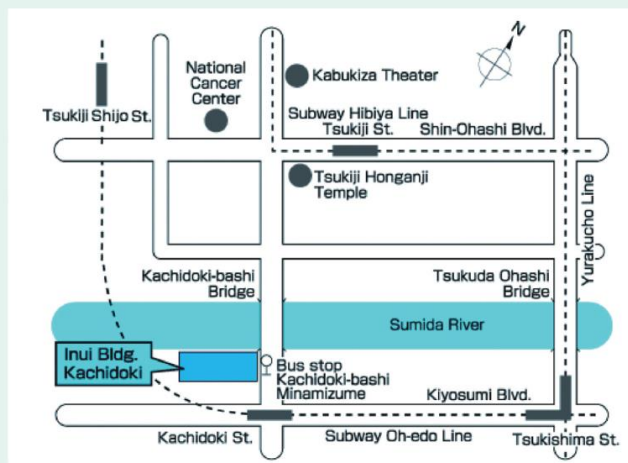 N
National
Cancer
Center
Kabukiza Theater
Tsukiji Shijo St.
Subway Hibiya Line
Tsukiji St.
Shin-Ohashi Blvd.
Tsukiji Honganji
Temple
Yurakucho Line
Kachidoki-bashi
Bridge
Tsukuda Ohashi
Bridge
Sumida River
Inui Bldg.
Kachidoki
Bus stop
Kachidoki-bashi
Minamizume
Kiyosumi Blvd.
Kachidoki St.
Subway Oh-edo Line
Tsukishima St.